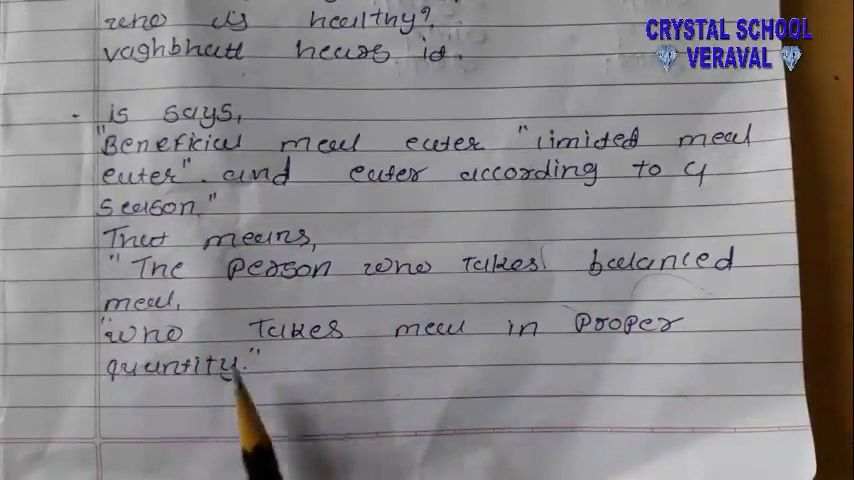 who is healthy?
vaghbhatt hears id.
CRYSTAL SCHOOL
VERAVAL
- is says,
"Beneficial meal eater "limited meal
eater". and eater according to 4
season."
That means,
"The person who takes balanced
meal,
"who takes meal in proper
quantity."